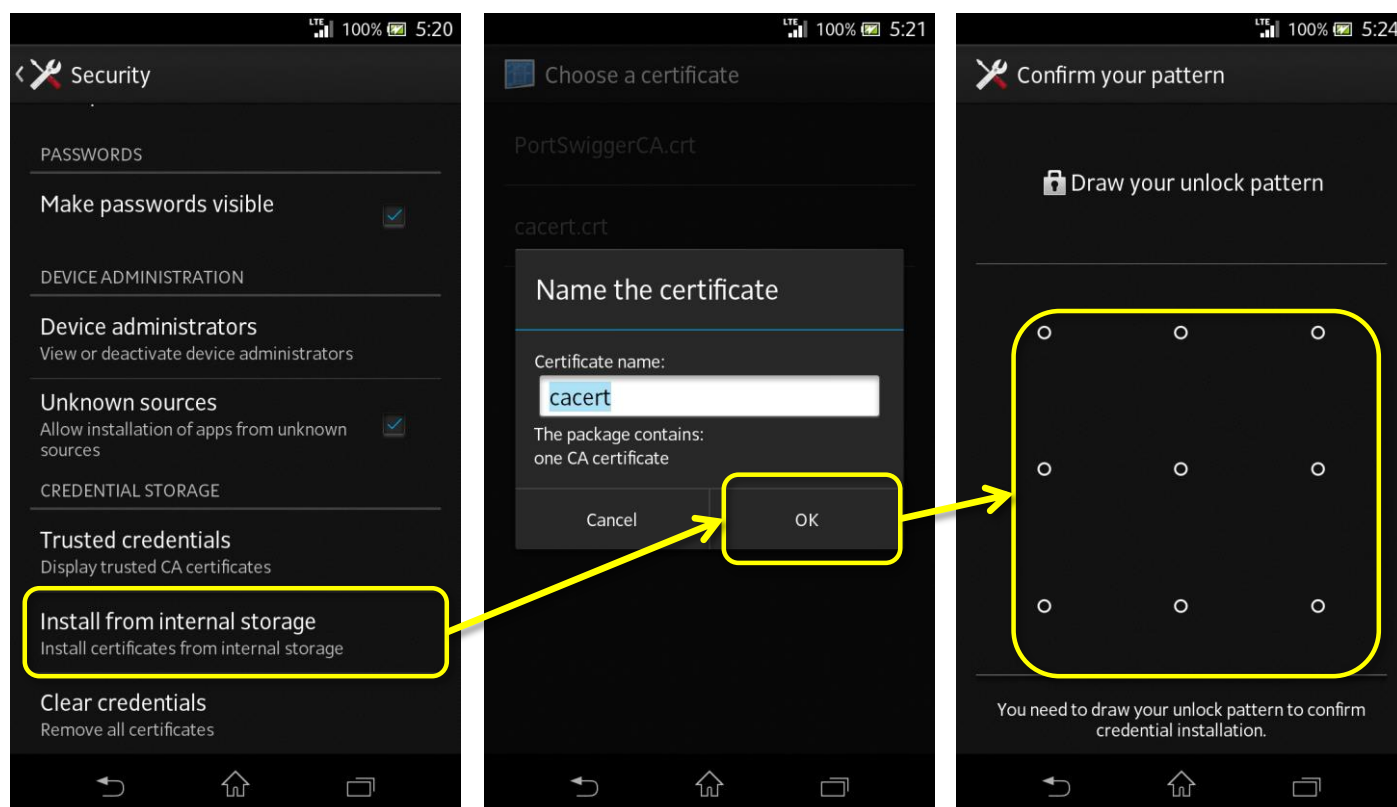 LTE 100% 5:20
Security
PASSWORDS
Make passwords visible
DEVICE ADMINISTRATION
Device administrators
View or deactivate device administrators
Unknown sources
Allow installation of apps from unknown
sources
CREDENTIAL STORAGE
Trusted credentials
Display trusted CA certificates
Install from internal storage
Install certificates from internal storage
Clear credentials
Remove all certificates
LTE 100% 5:21
Choose a certificate
PortSwiggerCA.crt
cacert.crt
Name the certificate
Certificate name:
cacert
The package contains:
one CA certificate
Cancel OK
LTE 100% 5:24
Confirm your pattern
Draw your unlock pattern
You need to draw your unlock pattern to confirm
credential installation.